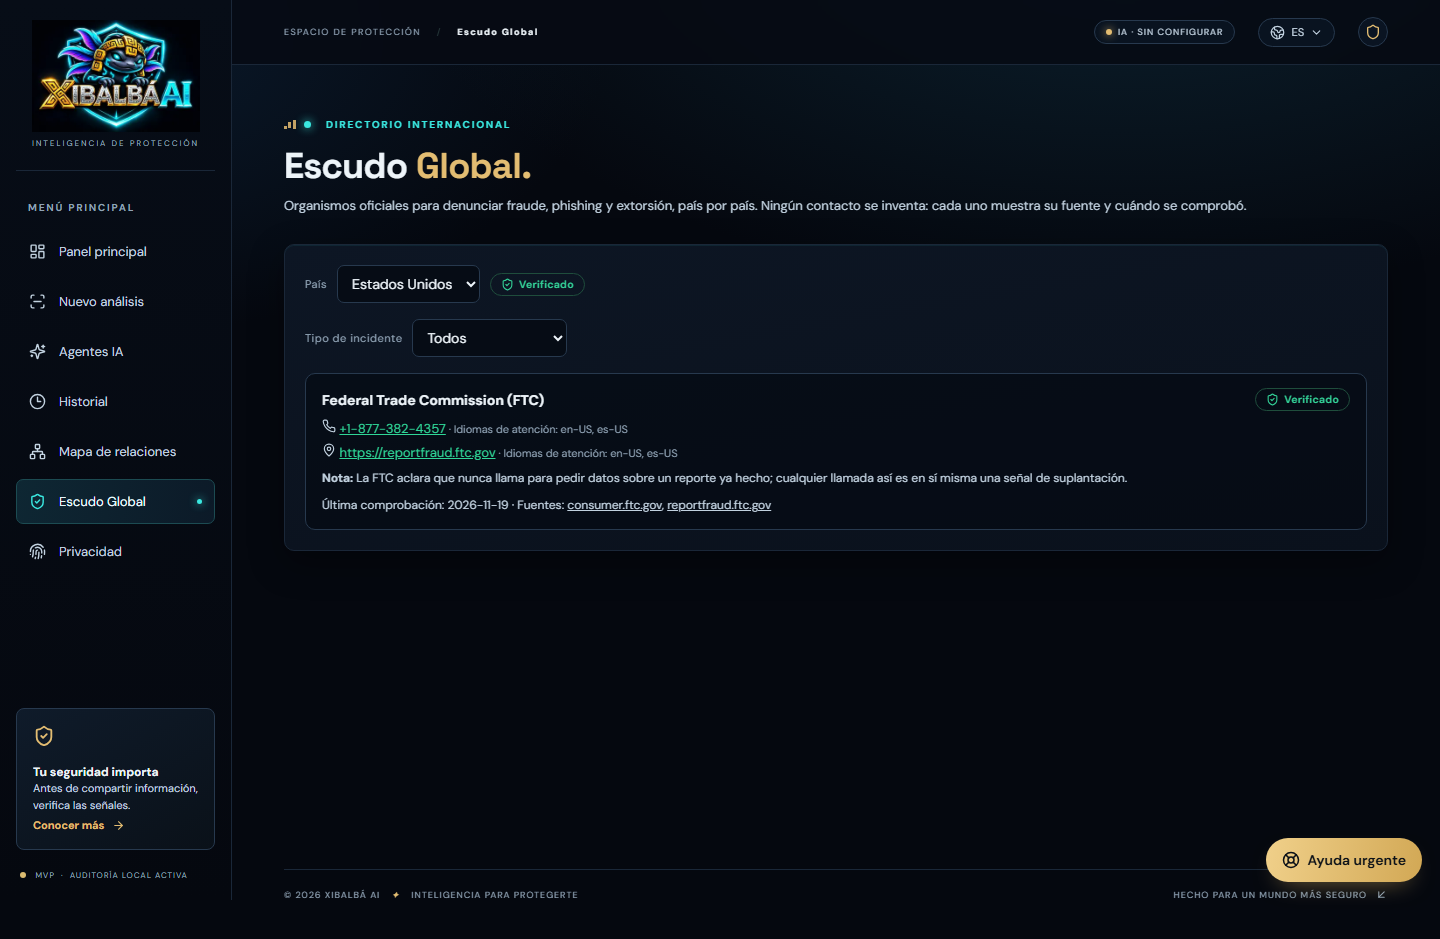 XIBALBÁ AI
INTELIGENCIA DE PROTECCIÓN
MENÚ PRINCIPAL
Panel principal
Nuevo análisis
Agentes IA
Historial
Mapa de relaciones
Escudo Global
Privacidad
Tu seguridad importa
Antes de compartir información,
verifica las señales.
Conocer más
MVP · AUDITORÍA LOCAL ACTIVA
ESPACIO DE PROTECCIÓN / Escudo Global
IA · SIN CONFIGURAR
ES
DIRECTORIO INTERNACIONAL
Escudo Global.
Organismos oficiales para denunciar fraude, phishing y extorsión, país por país. Ningún contacto se inventa: cada uno muestra su fuente y cuándo se comprobó.
País Estados Unidos Verificado
Tipo de incidente Todos
Federal Trade Commission (FTC) Verificado
+1-877-382-4357 · Idiomas de atención: en-US, es-US
https://reportfraud.ftc.gov · Idiomas de atención: en-US, es-US
Nota: La FTC aclara que nunca llama para pedir datos sobre un reporte ya hecho; cualquier llamada así es en sí misma una señal de suplantación.
Última comprobación: 2026-11-19 · Fuentes: consumer.ftc.gov, reportfraud.ftc.gov
Ayuda urgente
© 2026 XIBALBÁ AI ✦ INTELIGENCIA PARA PROTEGERTE
HECHO PARA UN MUNDO MÁS SEGURO